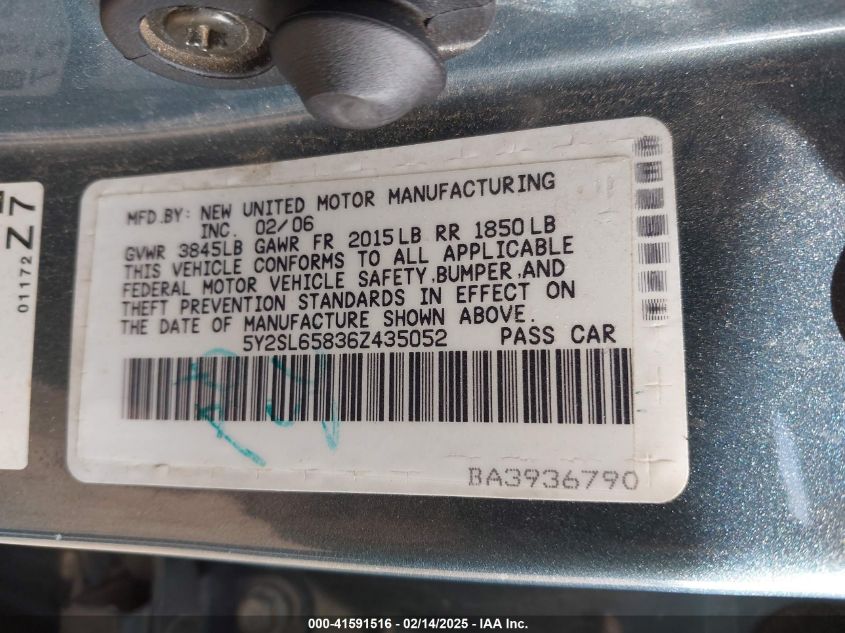 MFD.BY: NEW UNITED MOTOR MANUFACTURING
INC. 02/06
GVWR 3845LB GAWR FR 2015LB RR 1850LB
THIS VEHICLE CONFORMS TO ALL APPLICABLE
FEDERAL MOTOR VEHICLE SAFETY,BUMPER,AND
THEFT PREVENTION STANDARDS IN EFFECT ON
THE DATE OF MANUFACTURE SHOWN ABOVE.
5Y2SL65836Z435052 PASS CAR
BA3936790
01172
Z7
000-41591516 - 02/14/2025 - IAA Inc.